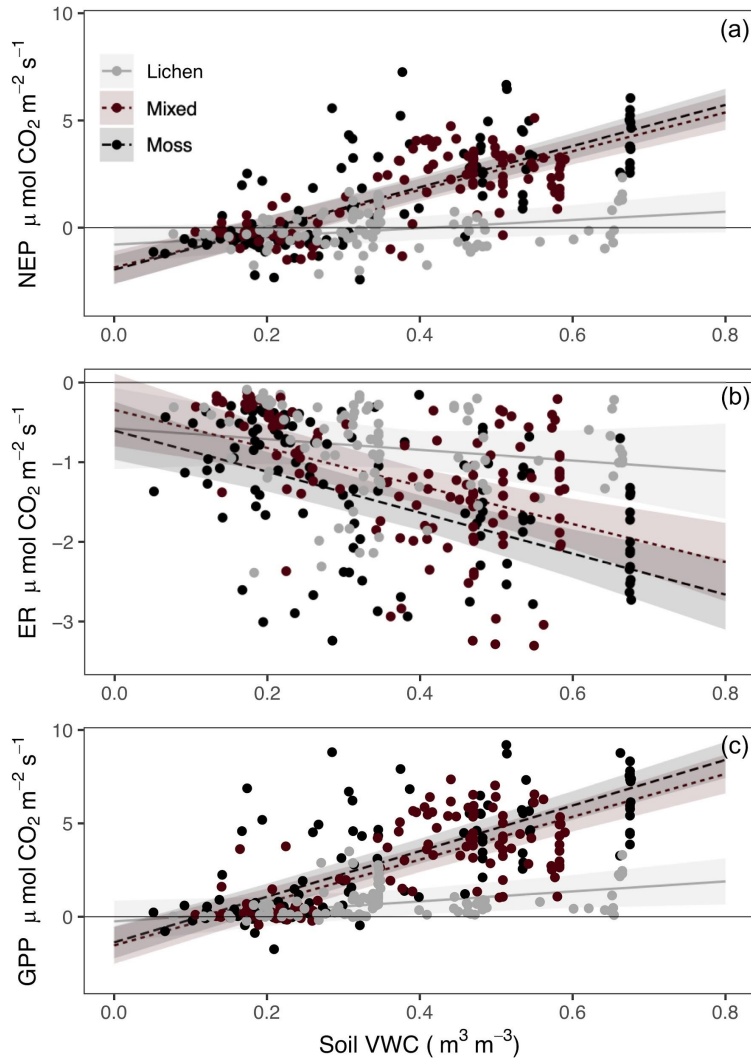 (a)
10
5
0
NEP μ mol CO₂ m⁻² s⁻¹
Lichen
Mixed
Moss
0.0 0.2 0.4 0.6 0.8
(b)
0
−1
−2
−3
ER μ mol CO₂ m⁻² s⁻¹
0.0 0.2 0.4 0.6 0.8
(c)
10
5
0
GPP μ mol CO₂ m⁻² s⁻¹
0.0 0.2 0.4 0.6 0.8
Soil VWC ( m³ m⁻³)